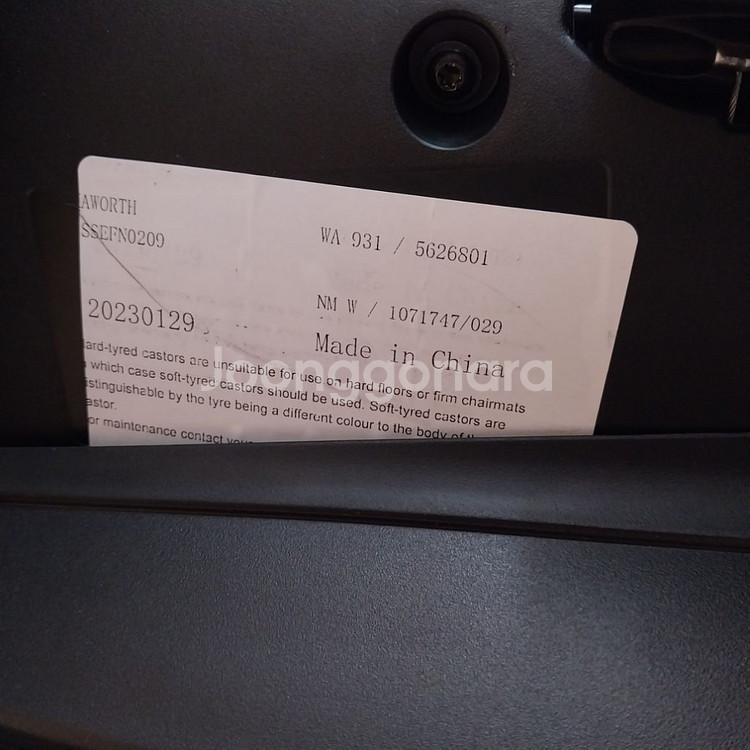 AWORTH
SSEFN0209
WA 931 / 5626801
20230129
NM W / 1071747/029
Made in China
ard-tyred castors are unsuitable for use on hard floors or firm chairmats
which case soft-tyred castors should be used. Soft-tyred castors are
stinguishable by the tyre being a different colour to the body of
astor.
or maintenance contact
Joonggonara